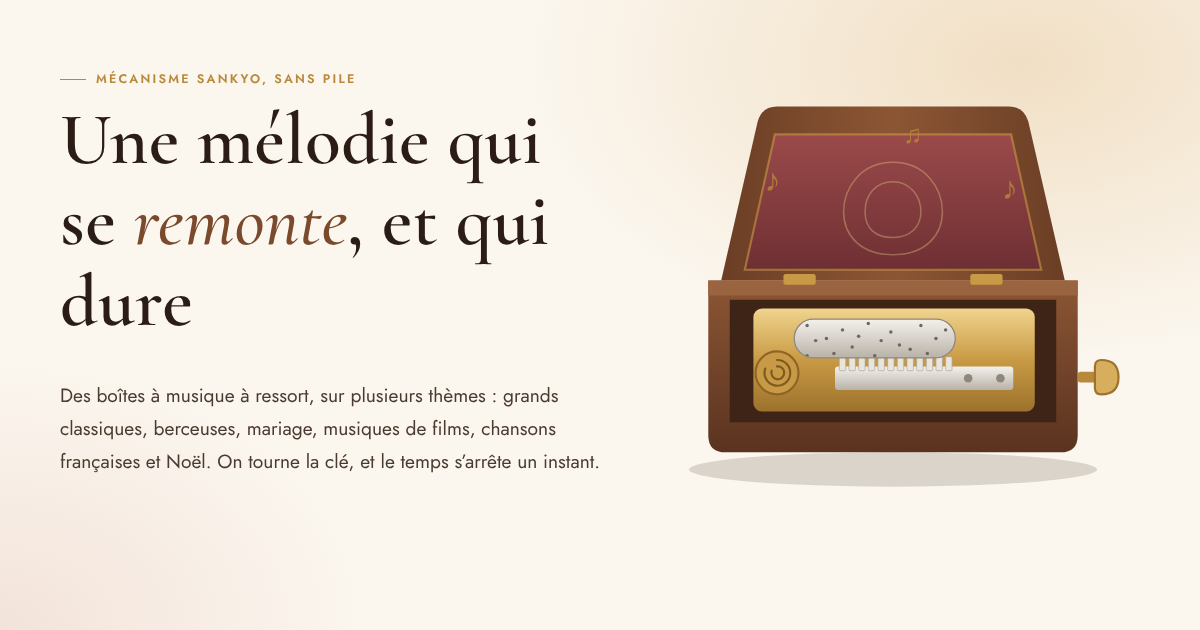 MÉCANISME SANKYO, SANS PILE
Une mélodie qui
se remonte, et qui
dure
Des boîtes à musique à ressort, sur plusieurs thèmes : grands
classiques, berceuses, mariage, musiques de films, chansons
françaises et Noël. On tourne la clé, et le temps s’arrête un instant.